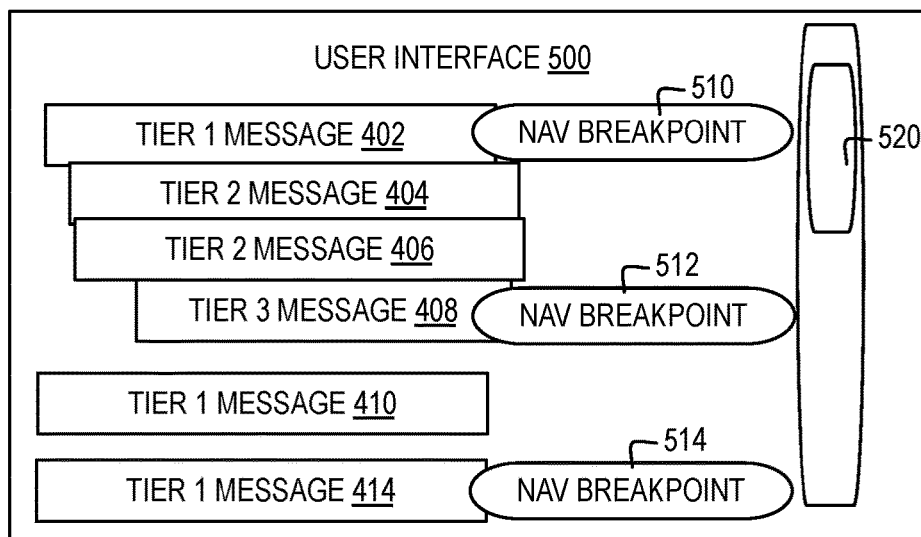 USER INTERFACE 500
510
TIER 1 MESSAGE 402 NAV BREAKPOINT
520
TIER 2 MESSAGE 404
TIER 2 MESSAGE 406
512
TIER 3 MESSAGE 408 NAV BREAKPOINT
TIER 1 MESSAGE 410
514
TIER 1 MESSAGE 414 NAV BREAKPOINT